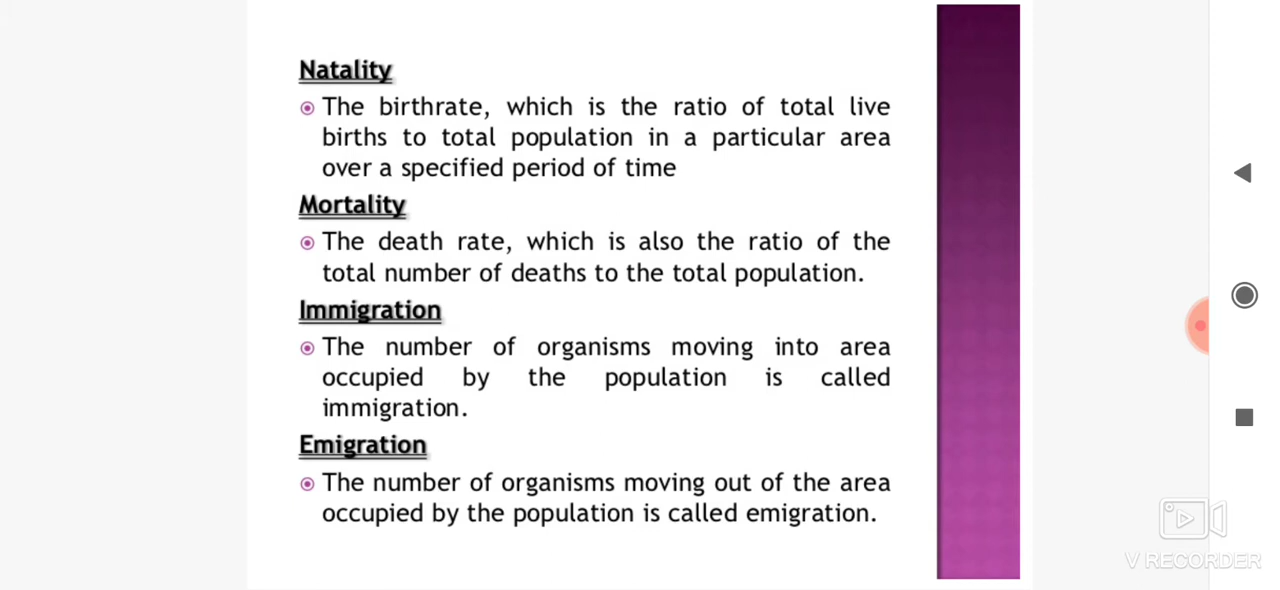 Natality
The birthrate, which is the ratio of total live
births to total population in a particular area
over a specified period of time
Mortality
The death rate, which is also the ratio of the
total number of deaths to the total population.
Immigration
The number of organisms moving into area
occupied by the population is called
immigration.
Emigration
The number of organisms moving out of the area
occupied by the population is called emigration.
V RECORDER